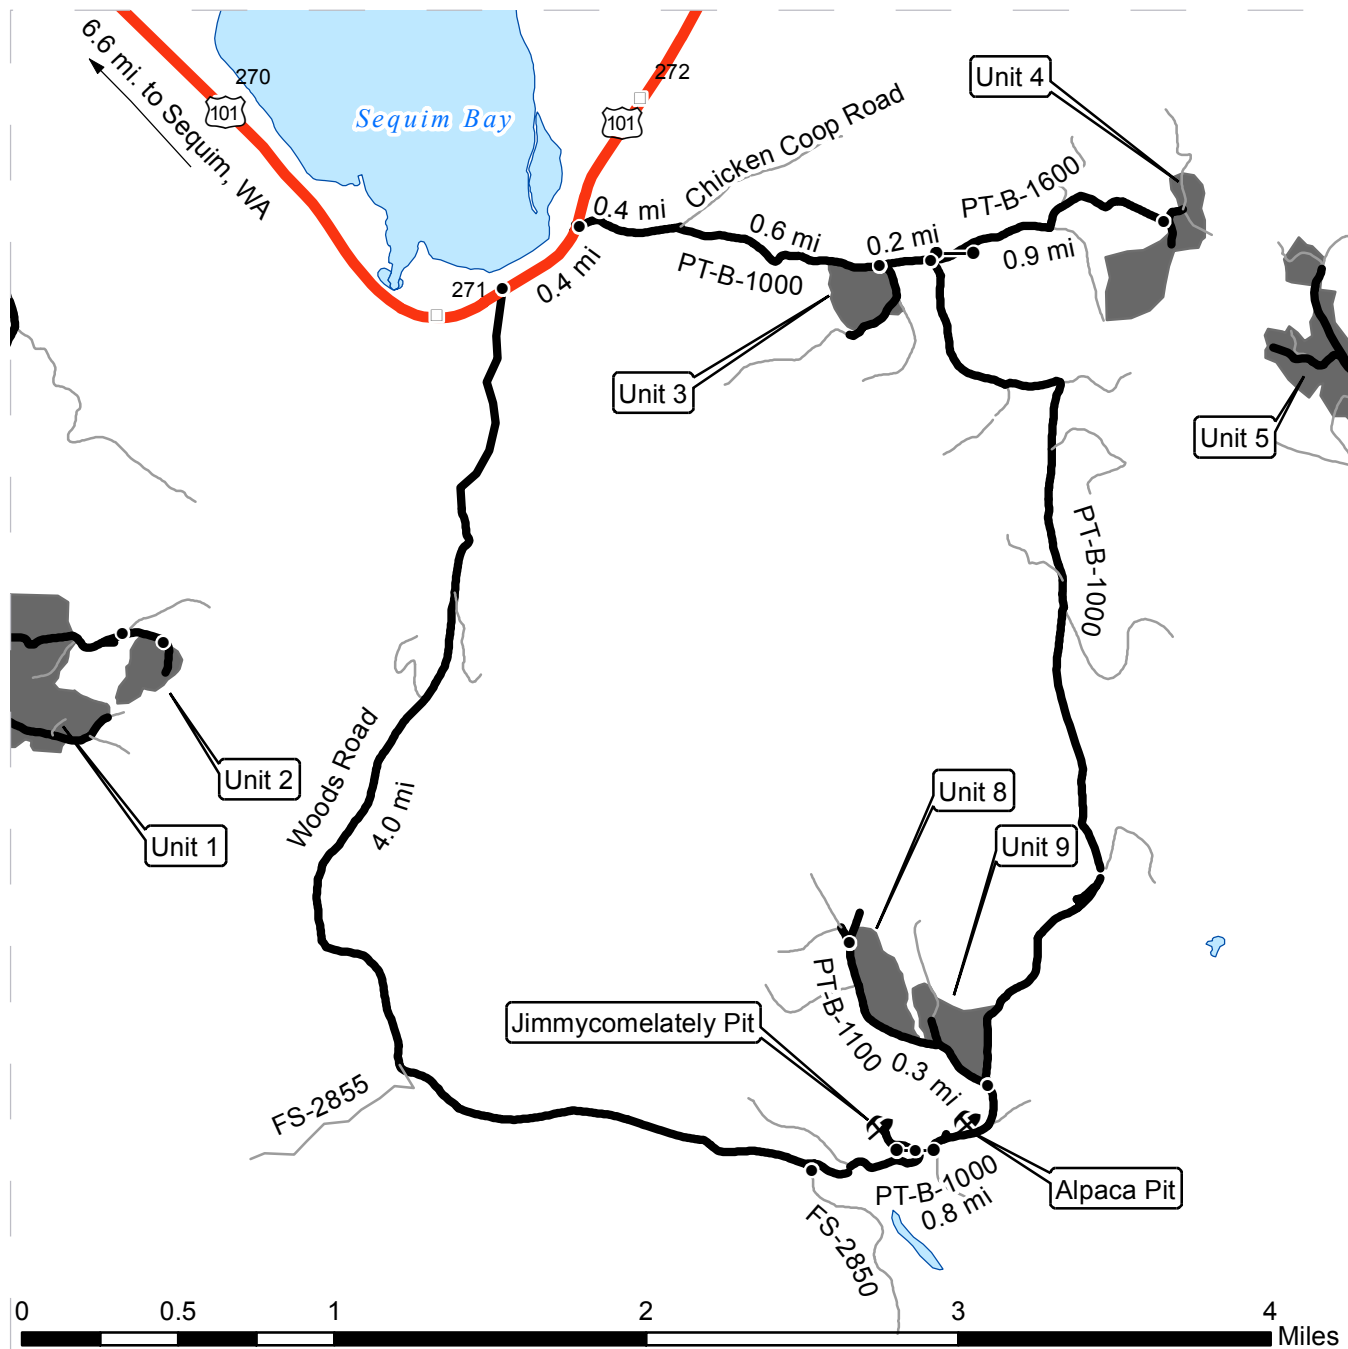 6.6 mi. to Sequim, WA
270
101
Sequim Bay
272
101
Unit 4
Chicken Coop Road
0.4 mi
PT-B-1600
0.6 mi
0.2 mi
0.9 mi
PT-B-1000
0.4 mi
271
Unit 3
Unit 5
PT-B-1000
Unit 2
Unit 1
Woods Road
4.0 mi
Unit 8
Unit 9
PT-B-1100
0.3 mi
Jimmycomelately Pit
FS-2855
PT-B-1000
0.8 mi
Alpaca Pit
FS-2850
0 0.5 1 2 3 4
Miles